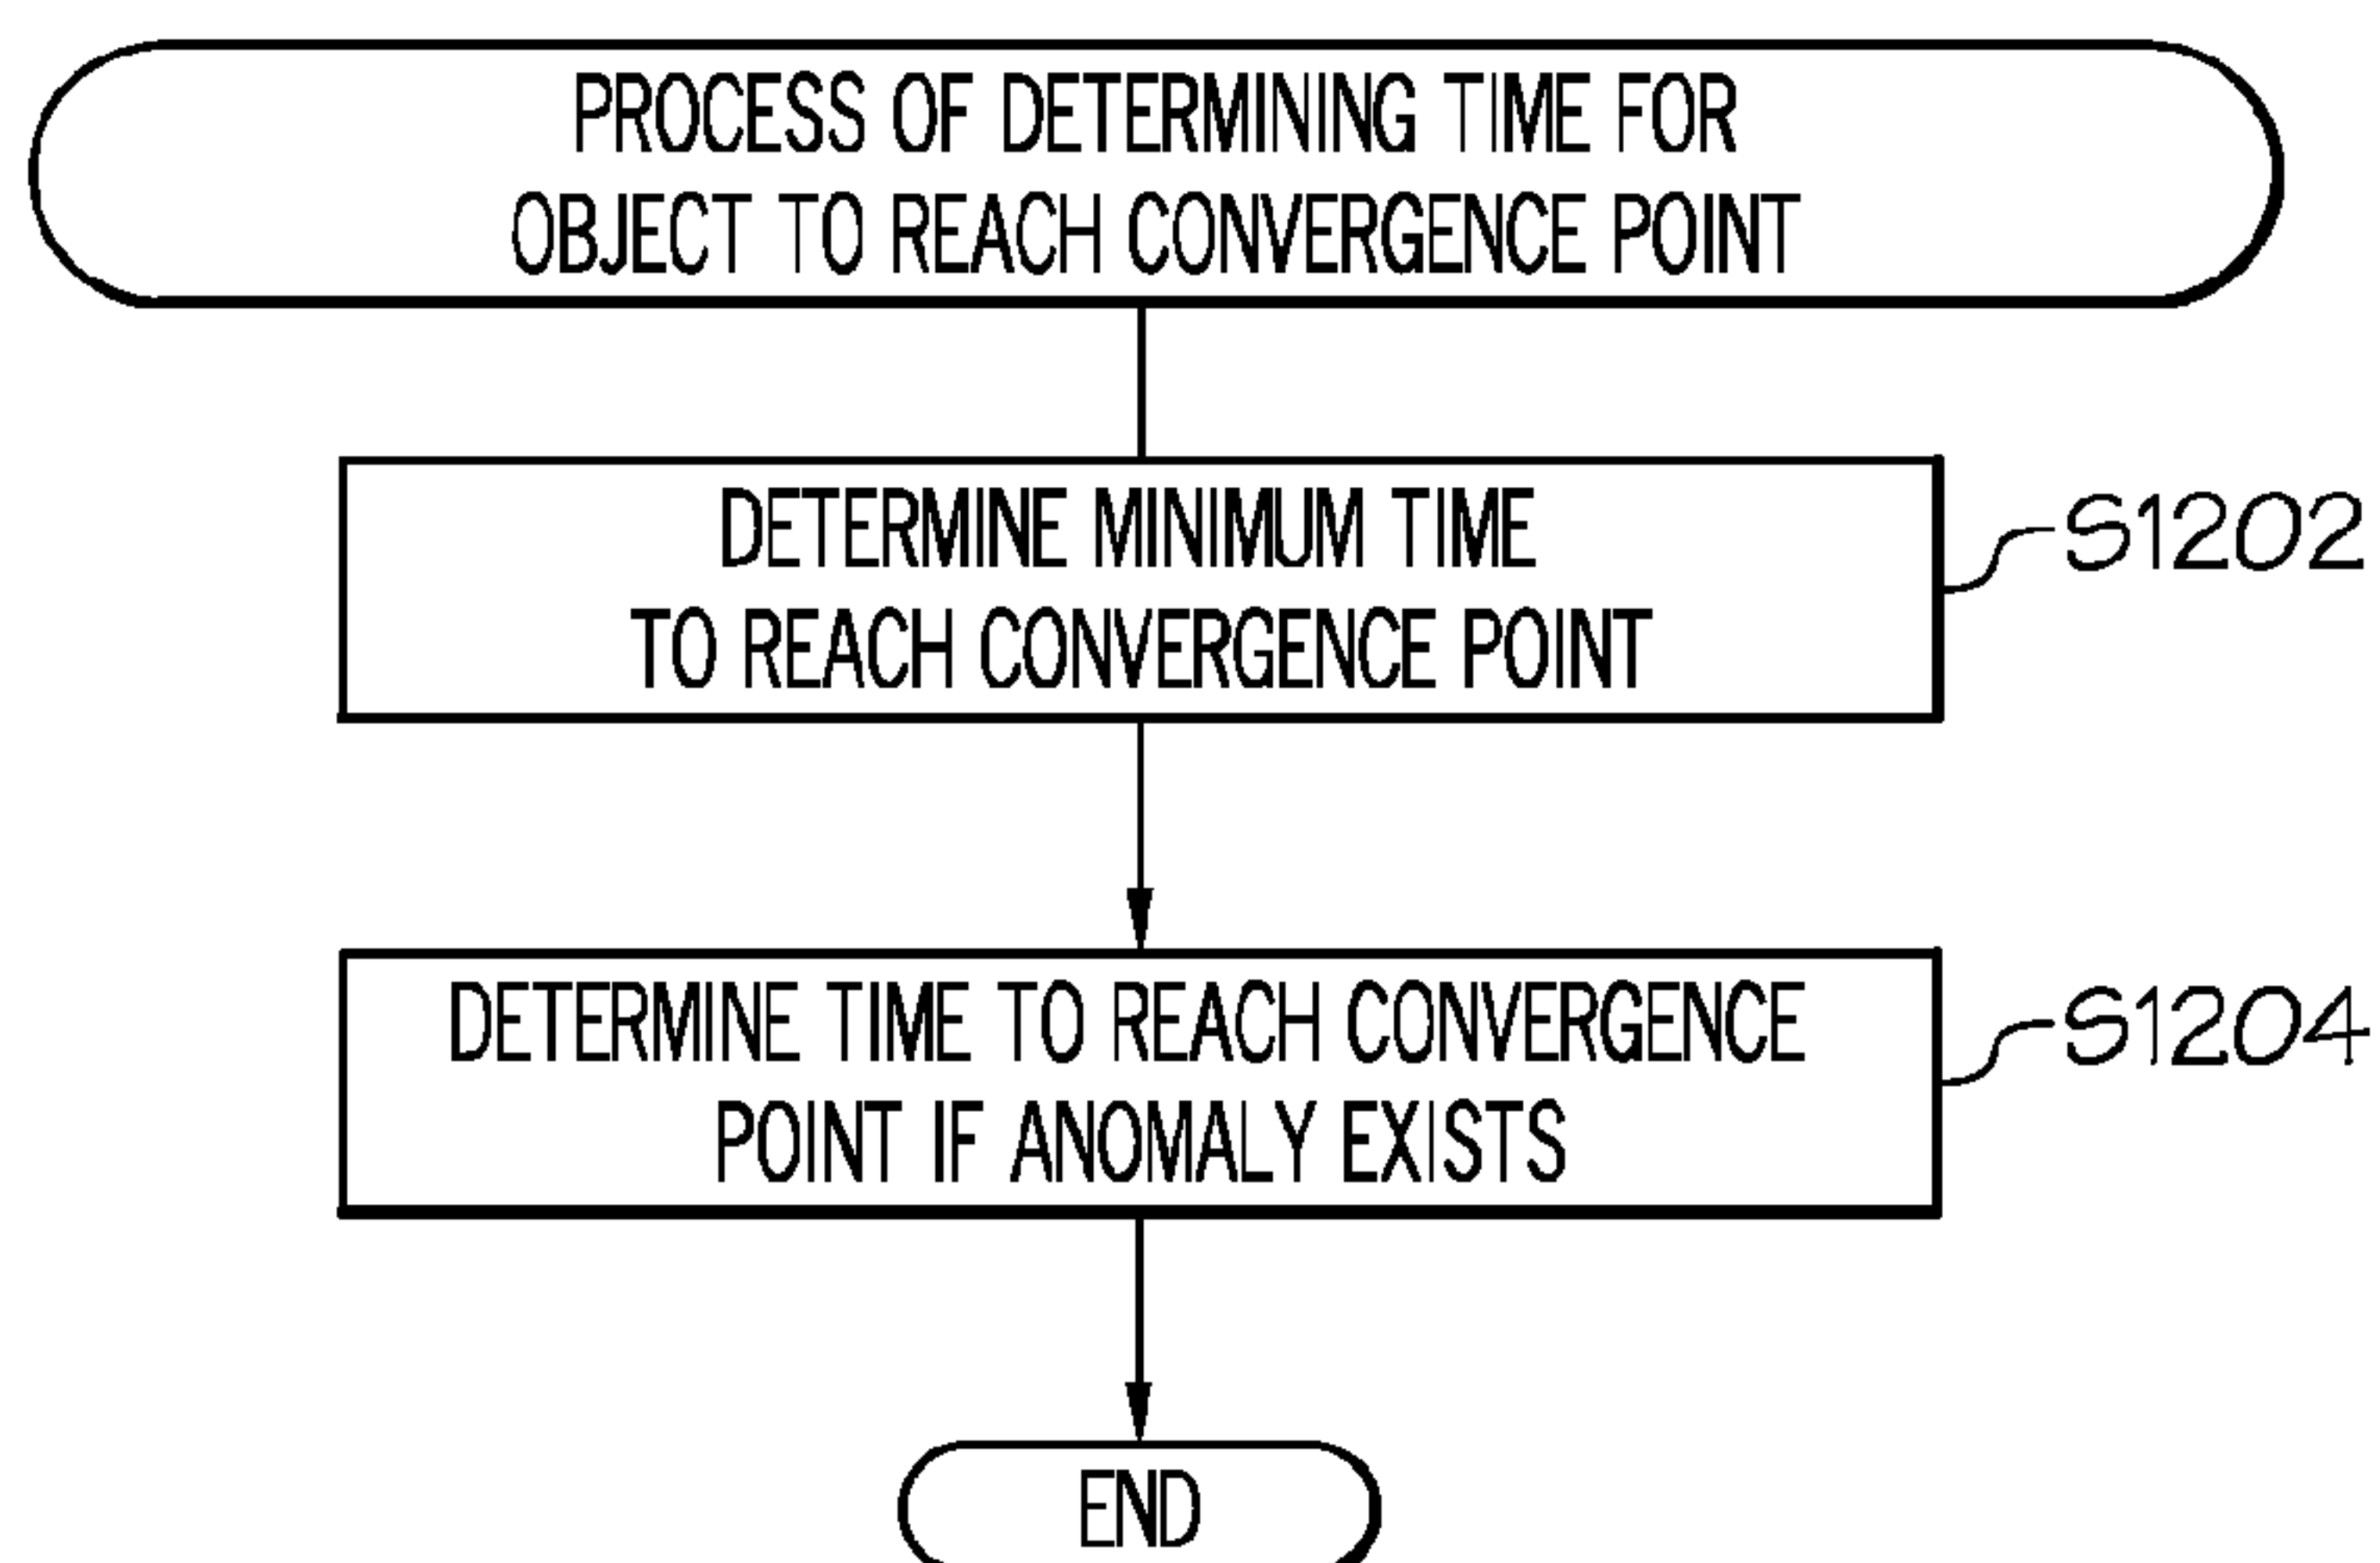 PROCESS OF DETERMINING TIME FOR
OBJECT TO REACH CONVERGENCE POINT
DETERMINE MINIMUM TIME
TO REACH CONVERGENCE POINT
S1202
DETERMINE TIME TO REACH CONVERGENCE
POINT IF ANOMALY EXISTS
S1204
END